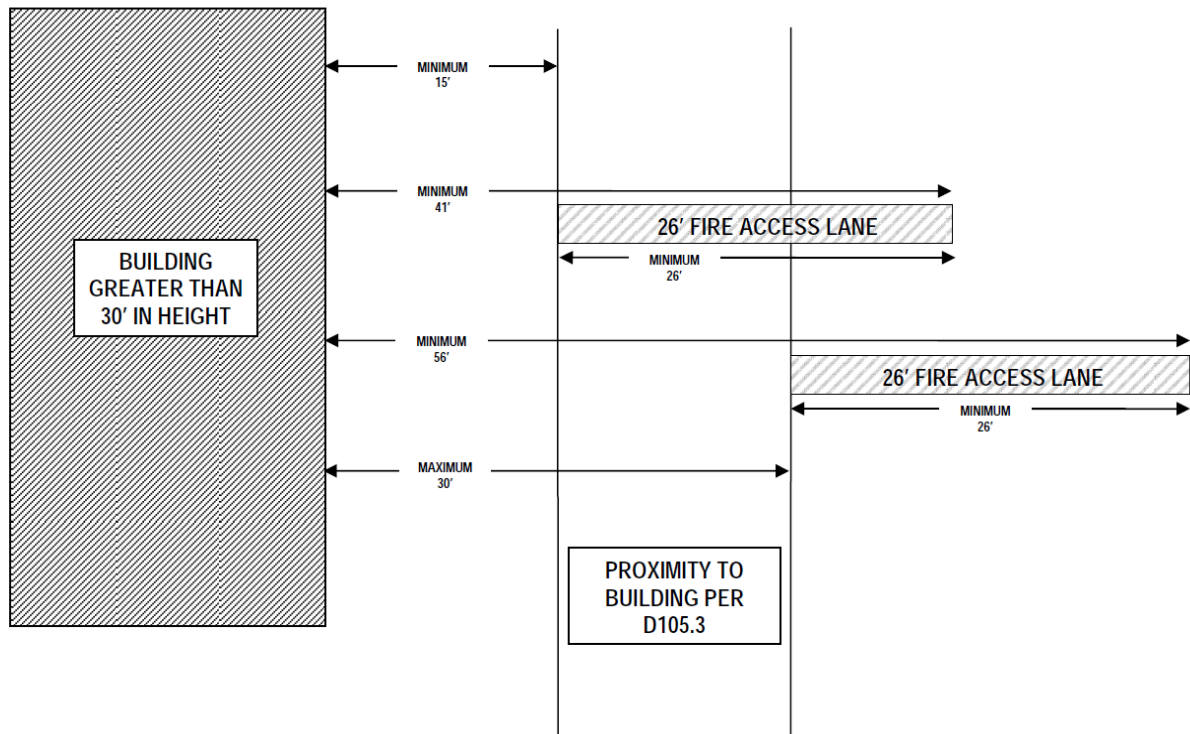 MINIMUM
15'
MINIMUM
41'
26' FIRE ACCESS LANE
MINIMUM
26'
BUILDING
GREATER THAN
30' IN HEIGHT
MINIMUM
56'
26' FIRE ACCESS LANE
MINIMUM
26'
MAXIMUM
30'
PROXIMITY TO
BUILDING PER
D105.3